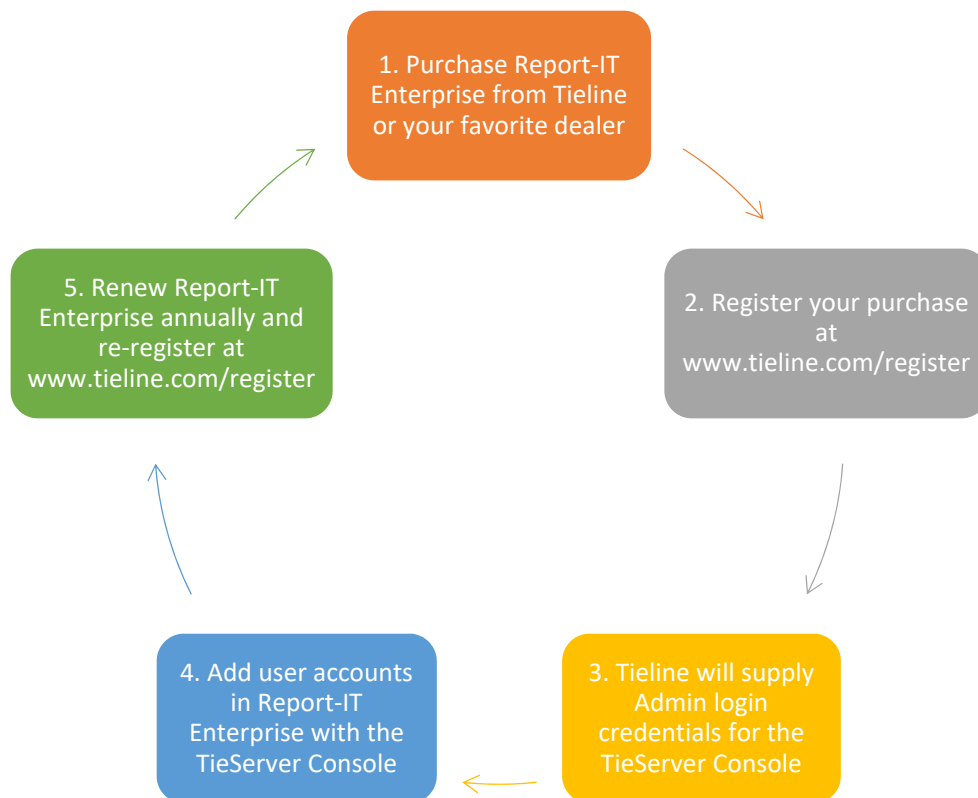 1. Purchase Report-IT
Enterprise from Tieline
or your favorite dealer
2. Register your purchase
at
www.tieline.com/register
3. Tieline will supply
Admin login
credentials for the
TieServer Console
4. Add user accounts
in Report-IT
Enterprise with the
TieServer Console
5. Renew Report-IT
Enterprise annually and
re-register at
www.tieline.com/register